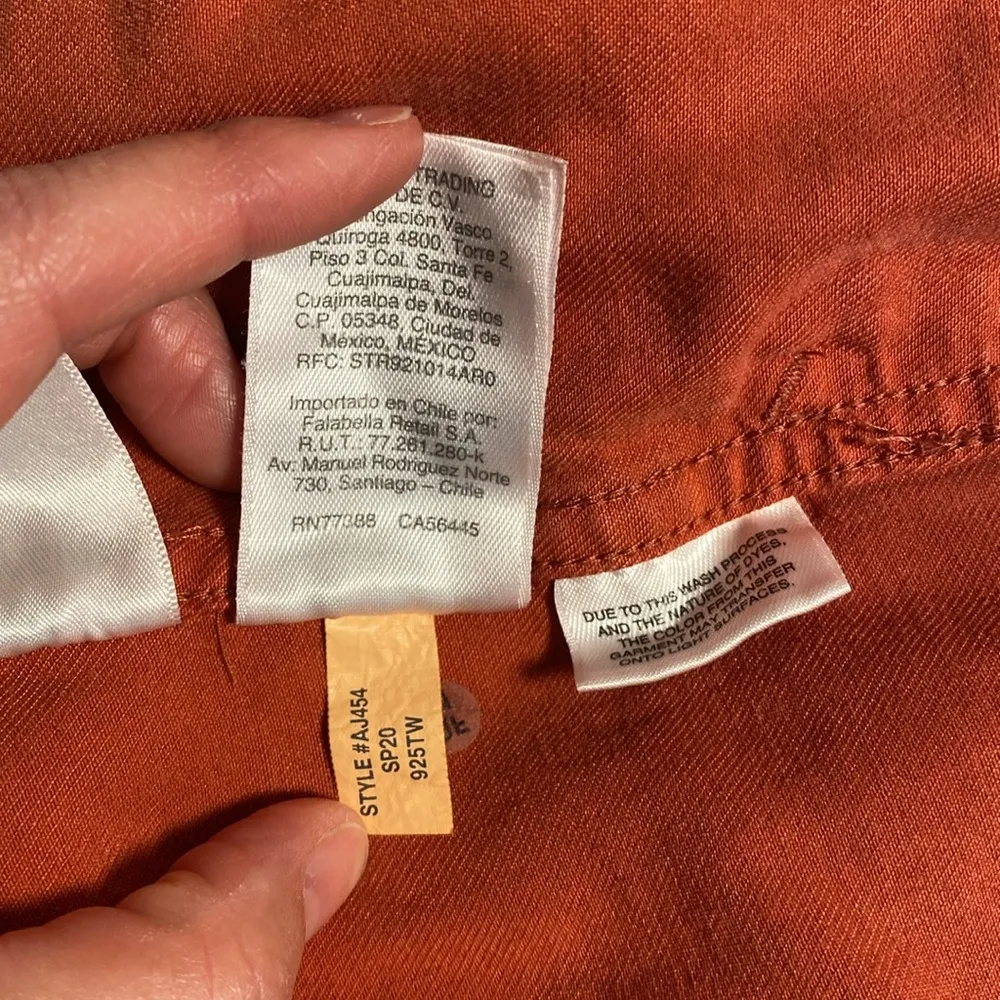 TRADING
DE C.V.
ngación Vasco
Quiroga 4800, Torre 2,
Piso 3 Col. Santa Fe
Cuajimalpa, Del.
Cuajimalpa de Morelos
C.P. 05348, Ciudad de
México, MÉXICO
RFC: STR921014AR0
Importado en Chile por:
Falabella Retail S.A.
R.U.T.: 77.261.280-k
Av: Manuel Rodriguez Norte
730, Santiago – Chile
RN77388 CA56445
DUE TO THIS WASH PROCESS
AND THE NATURE OF DYES,
THE COLOR FROM THIS
GARMENT MAY TRANSFER
ONTO LIGHT SURFACES.
STYLE #AJ454
SP20
925TW